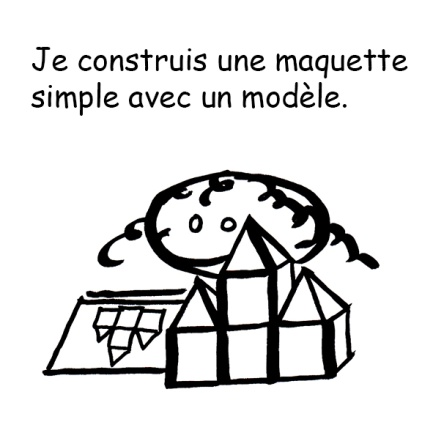 Je construis une maquette
simple avec un modèle.